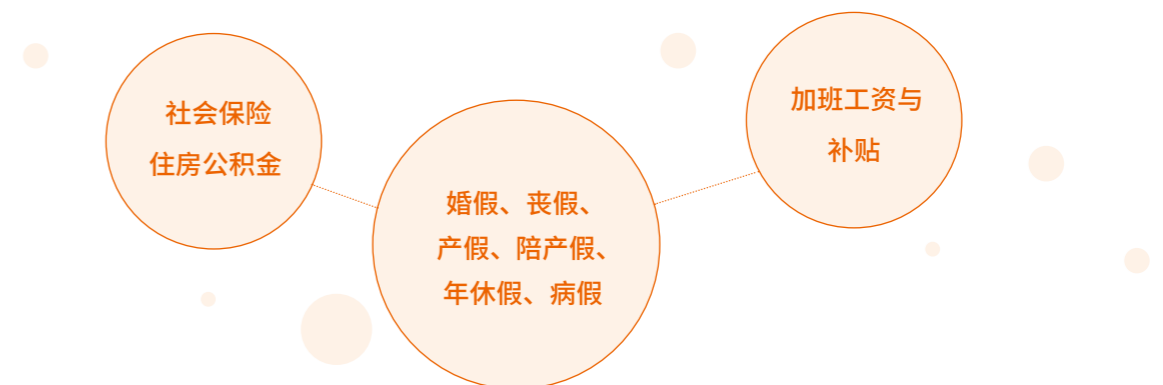 社会保险
住房公积金
婚假、丧假、
产假、陪产假、
年休假、病假
加班工资与
补贴